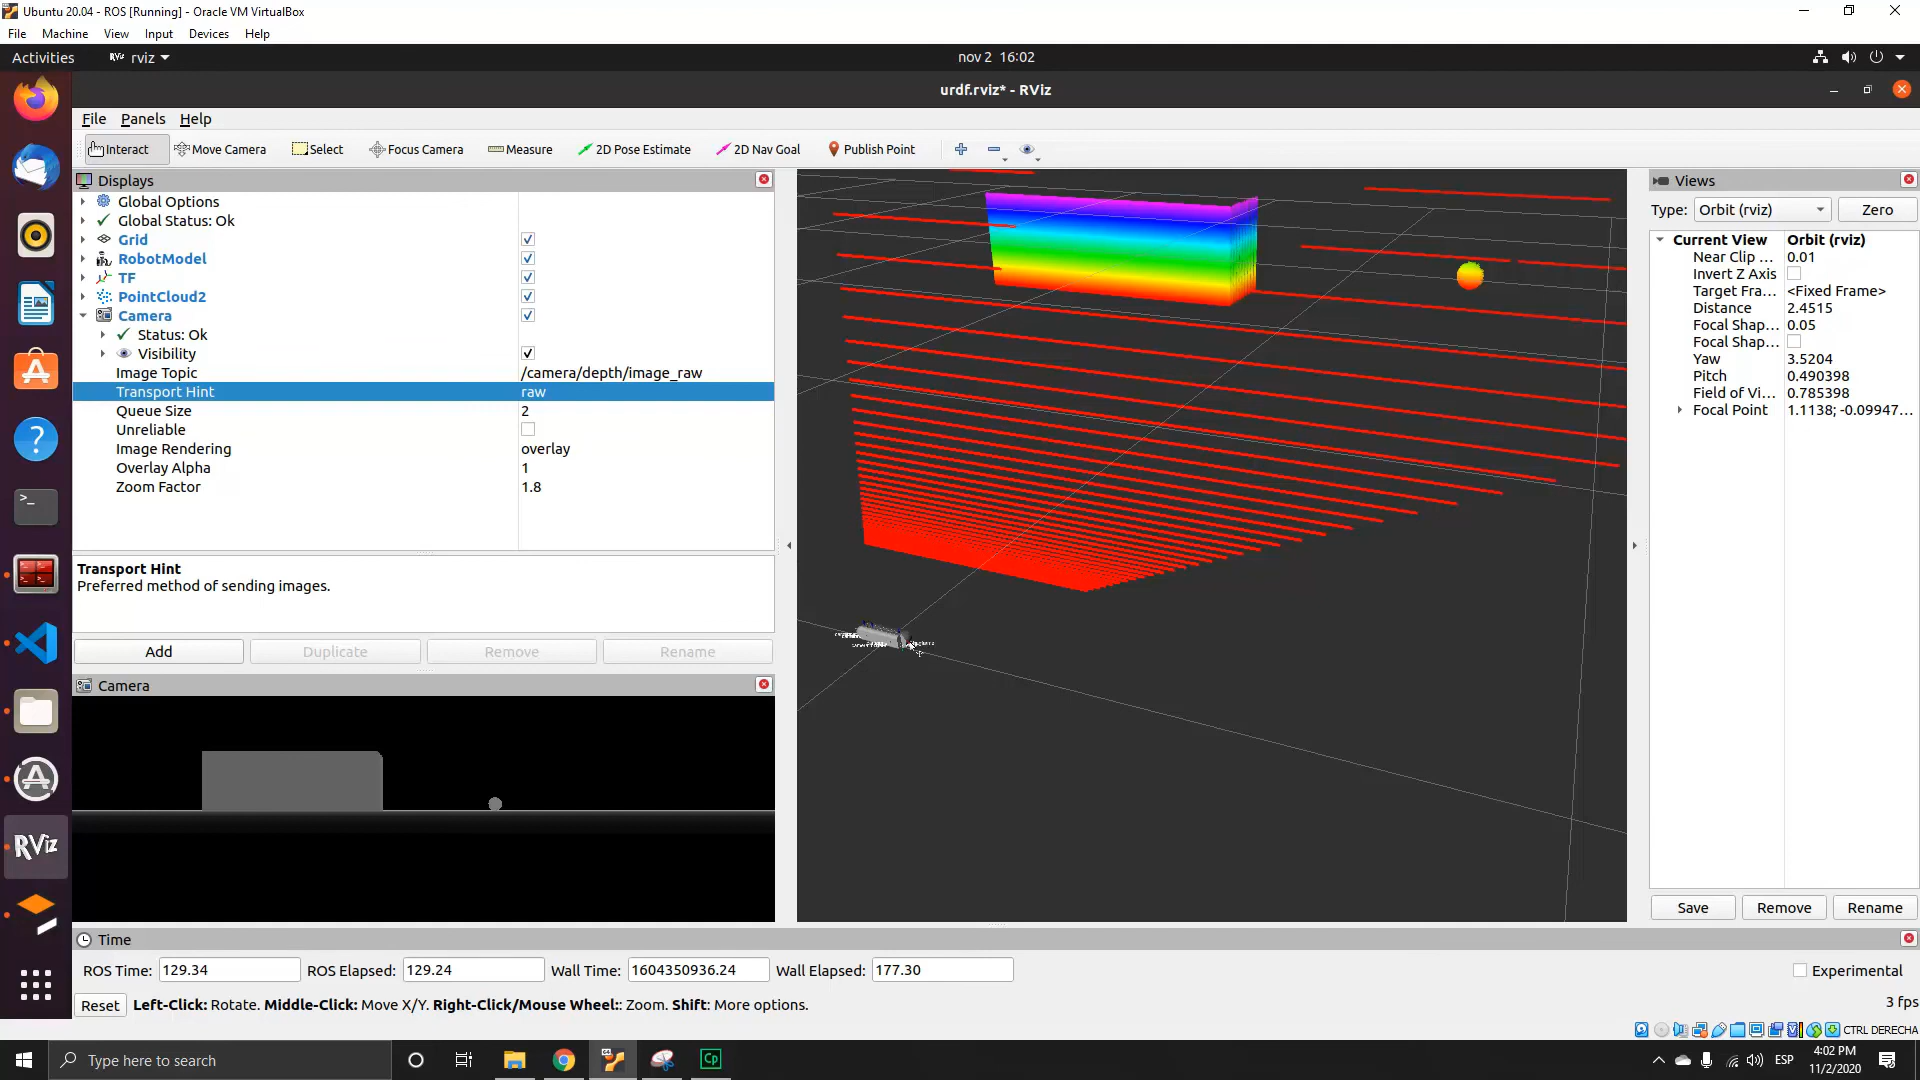 Ubuntu 20.04 - ROS [Running] - Oracle VM VirtualBox
File Machine View Input Devices Help
Activities RViz rviz nov 2 16:02
urdf.rviz* - RViz
File Panels Help
Interact Move Camera Select Focus Camera Measure 2D Pose Estimate 2D Nav Goal Publish Point
Displays
Global Options
Global Status: Ok
Grid
RobotModel
TF
PointCloud2
Camera
Status: Ok
Visibility
Image Topic /camera/depth/image_raw
Transport Hint raw
Queue Size 2
Unreliable
Image Rendering overlay
Overlay Alpha 1
Zoom Factor 1.8
Transport Hint
Preferred method of sending images.
Add Duplicate Remove Rename
Camera
Views
Type: Orbit (rviz) Zero
Current View Orbit (rviz)
Near Clip ... 0.01
Invert Z Axis
Target Fra... <Fixed Frame>
Distance 2.4515
Focal Shap... 0.05
Focal Shap...
Yaw 3.5204
Pitch 0.490398
Field of Vi... 0.785398
Focal Point 1.1138; -0.09947...
Save Remove Rename
RViz
Time
ROS Time: 129.34 ROS Elapsed: 129.24 Wall Time: 1604350936.24 Wall Elapsed: 177.30 Experimental
Reset Left-Click: Rotate. Middle-Click: Move X/Y. Right-Click/Mouse Wheel:: Zoom. Shift: More options. 3 fps
CTRL DERECHA
Type here to search Cp ESP 4:02 PM
11/2/2020